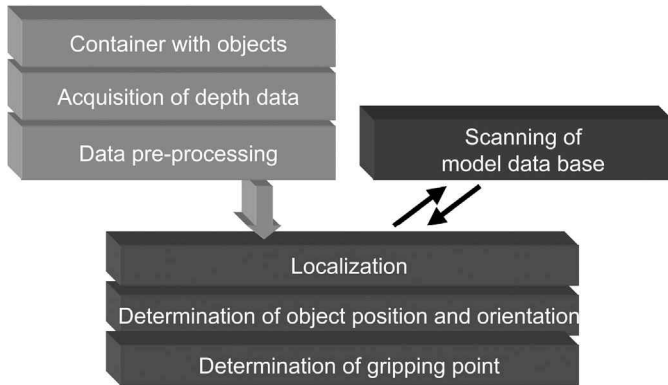 Container with objects
Acquisition of depth data
Data pre-processing
Scanning of
model data base
Localization
Determination of object position and orientation
Determination of gripping point